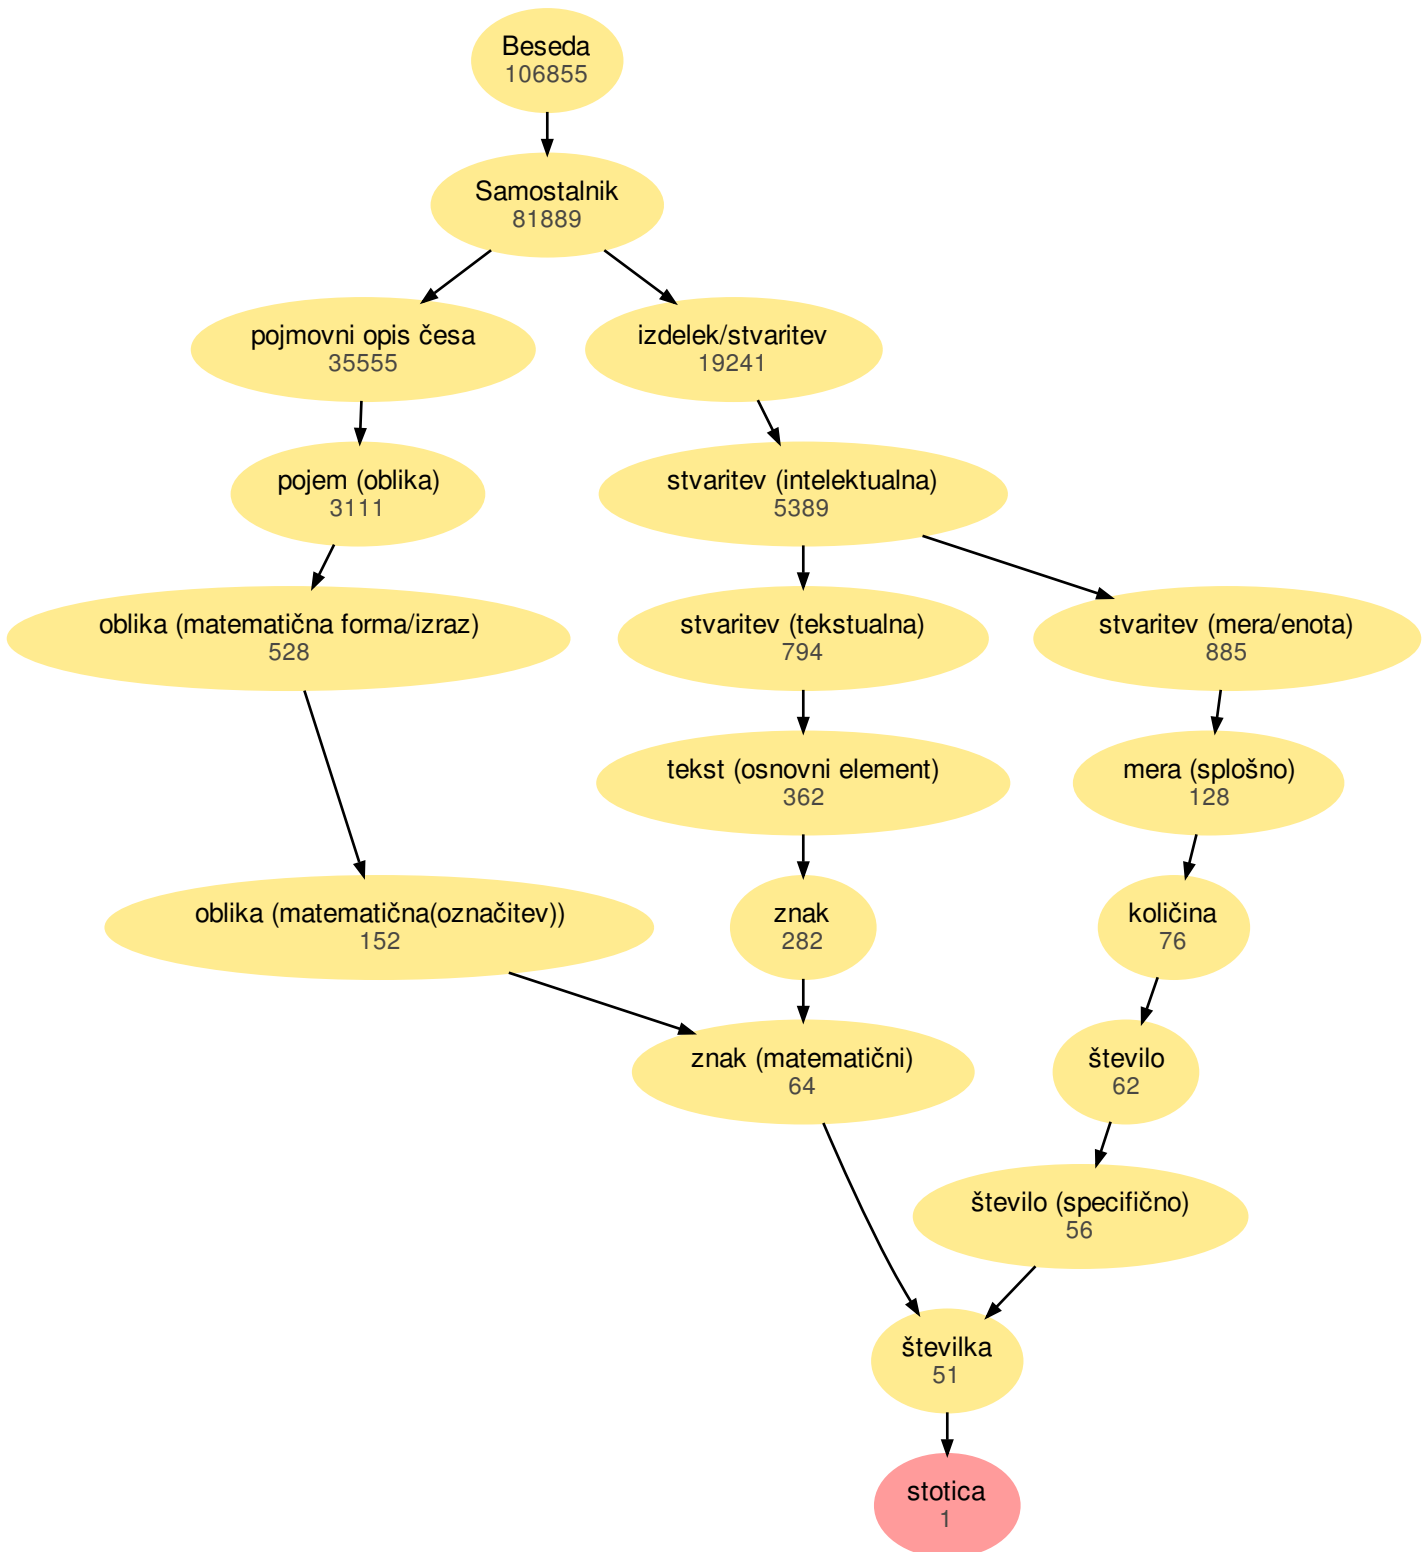 Beseda
106855
Samostalnik
81889
pojmovni opis česa
35555
izdelek/stvaritev
19241
pojem (oblika)
3111
stvaritev (intelektualna)
5389
oblika (matematična forma/izraz)
528
stvaritev (tekstualna)
794
stvaritev (mera/enota)
885
tekst (osnovni element)
362
mera (splošno)
128
oblika (matematična(označitev))
152
znak
282
količina
76
znak (matematični)
64
število
62
število (specifično)
56
številka
51
stotica
1